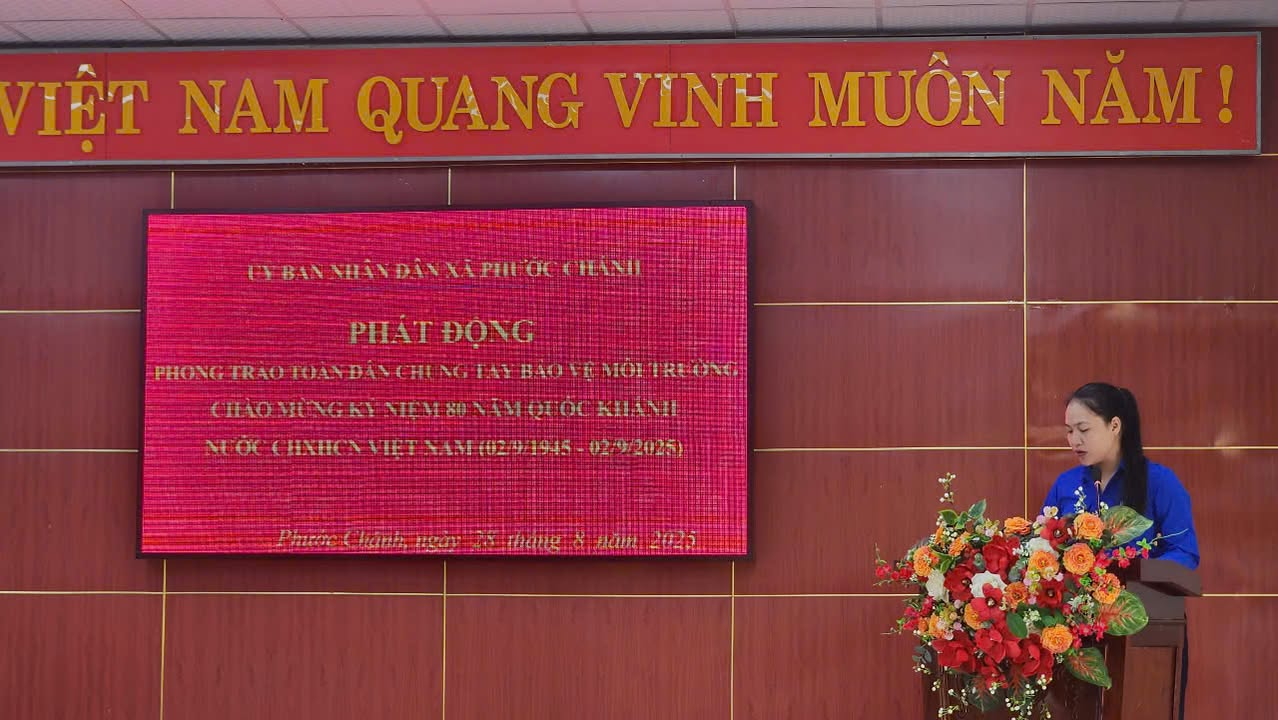 VIỆT NAM QUANG VINH MUÔN NĂM !
ỦY BAN NHÂN DÂN XÃ PHƯỚC CHÁNH
PHÁT ĐỘNG
PHONG TRÀO TOÀN DÂN CHUNG TAY BẢO VỆ MÔI TRƯỜNG
CHÀO MỪNG KỶ NIỆM 80 NĂM QUỐC KHÁNH
NƯỚC CHXHCN VIỆT NAM (02/9/1945 - 02/9/2025)
Phước Chánh, ngày 28 tháng 8 năm 2025